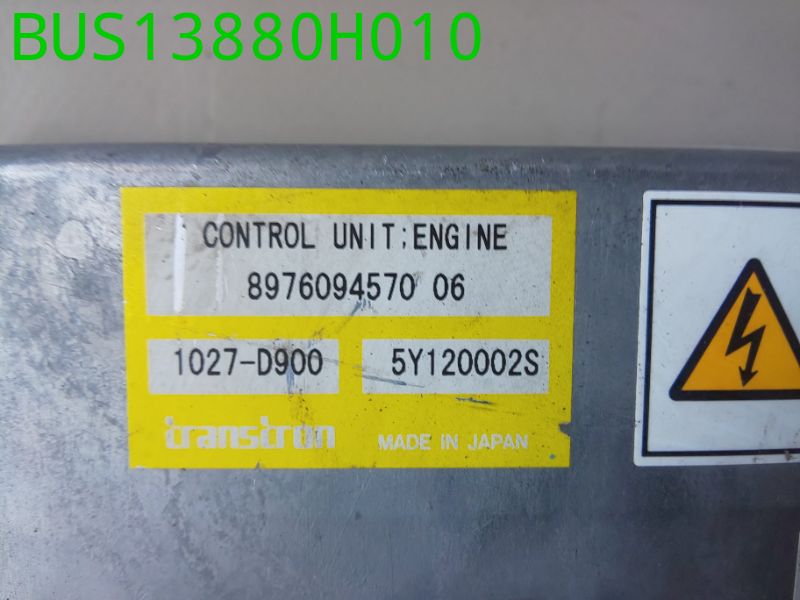 BUS13880H010
CONTROL UNIT:ENGINE
8976094570 06
1027-D900 5Y120002S
transtron MADE IN JAPAN